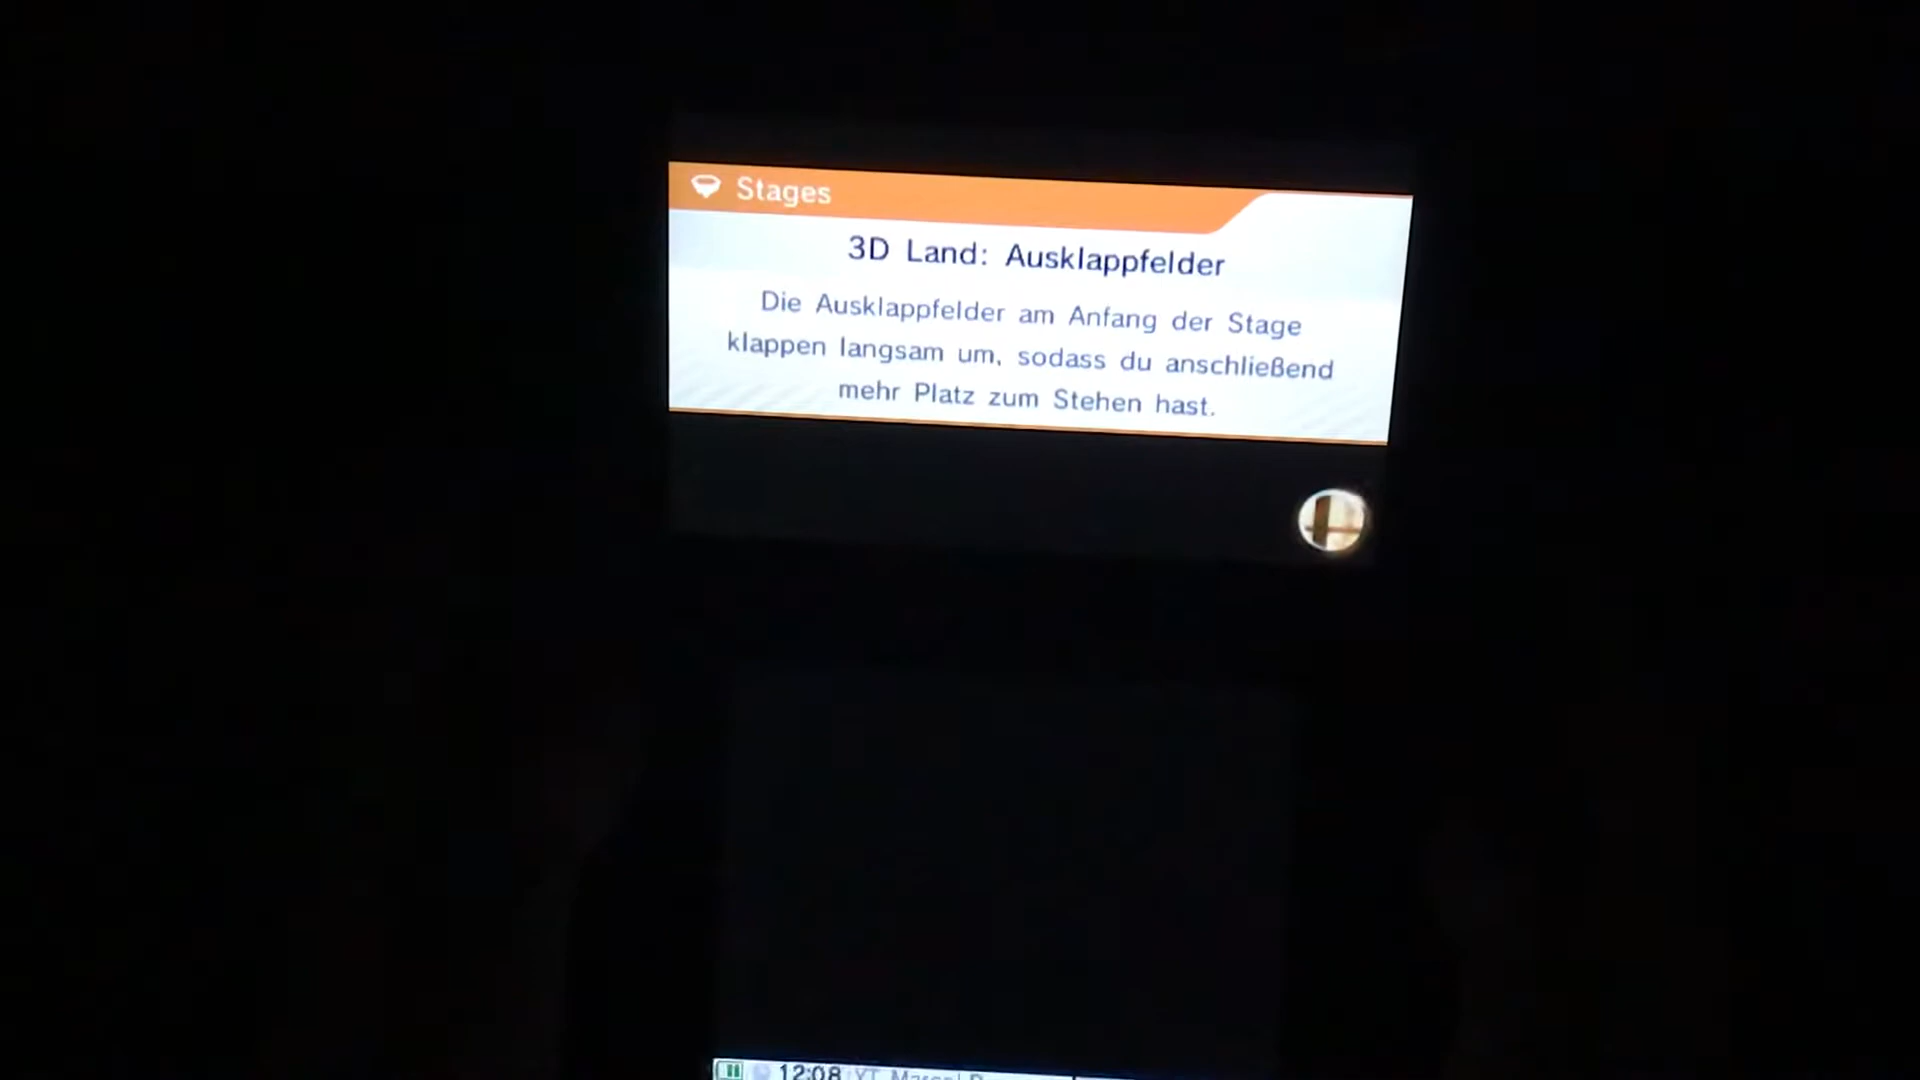 Stages
3D Land: Ausklappfelder
Die Ausklappfelder am Anfang der Stage
klappen langsam um, sodass du anschließend
mehr Platz zum Stehen hast.
12:08 YT